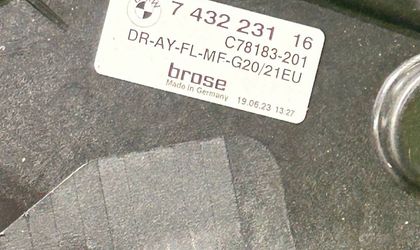 7 432 231 16
C78183-201
DR-AY-FL-MF-G20/21EU
brose
Made in Germany 19.06.23 13:27